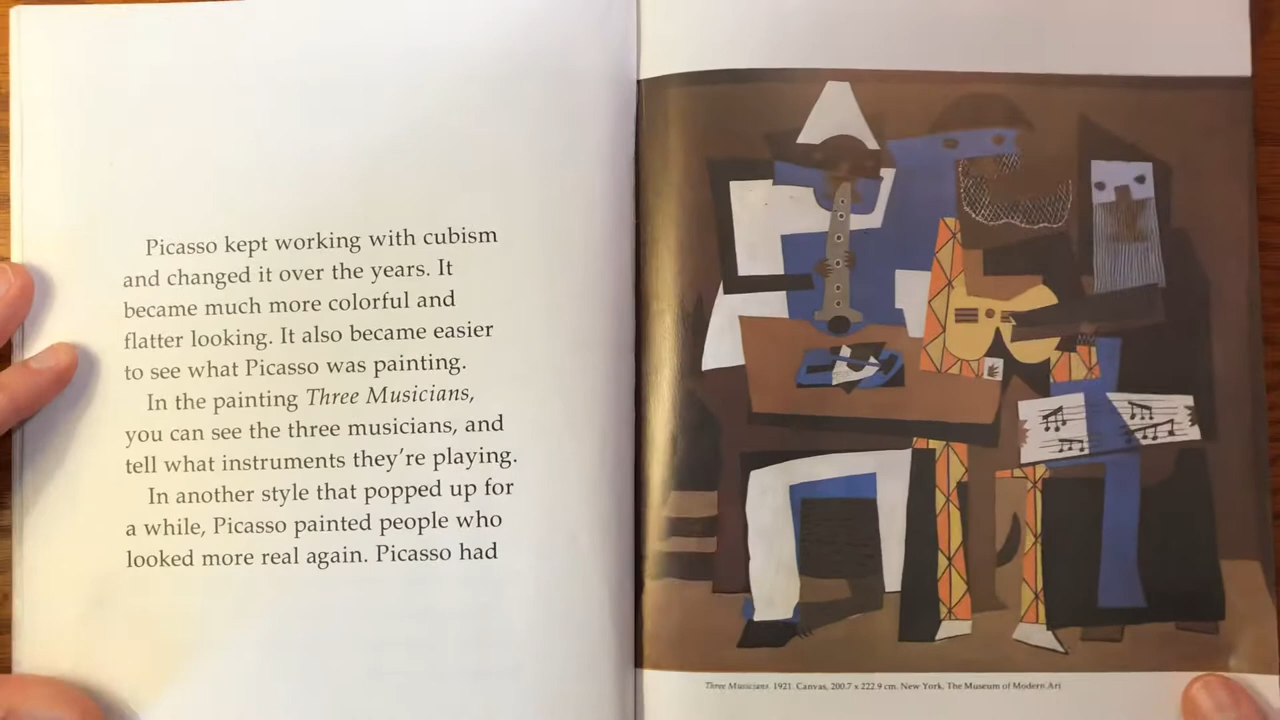 Picasso kept working with cubism
and changed it over the years. It
became much more colorful and
flatter looking. It also became easier
to see what Picasso was painting.
In the painting Three Musicians,
you can see the three musicians, and
tell what instruments they're playing.
In another style that popped up for
a while, Picasso painted people who
looked more real again. Picasso had
Three Musicians. 1921. Canvas, 200.7 x 222.9 cm. New York, The Museum of Modern Art